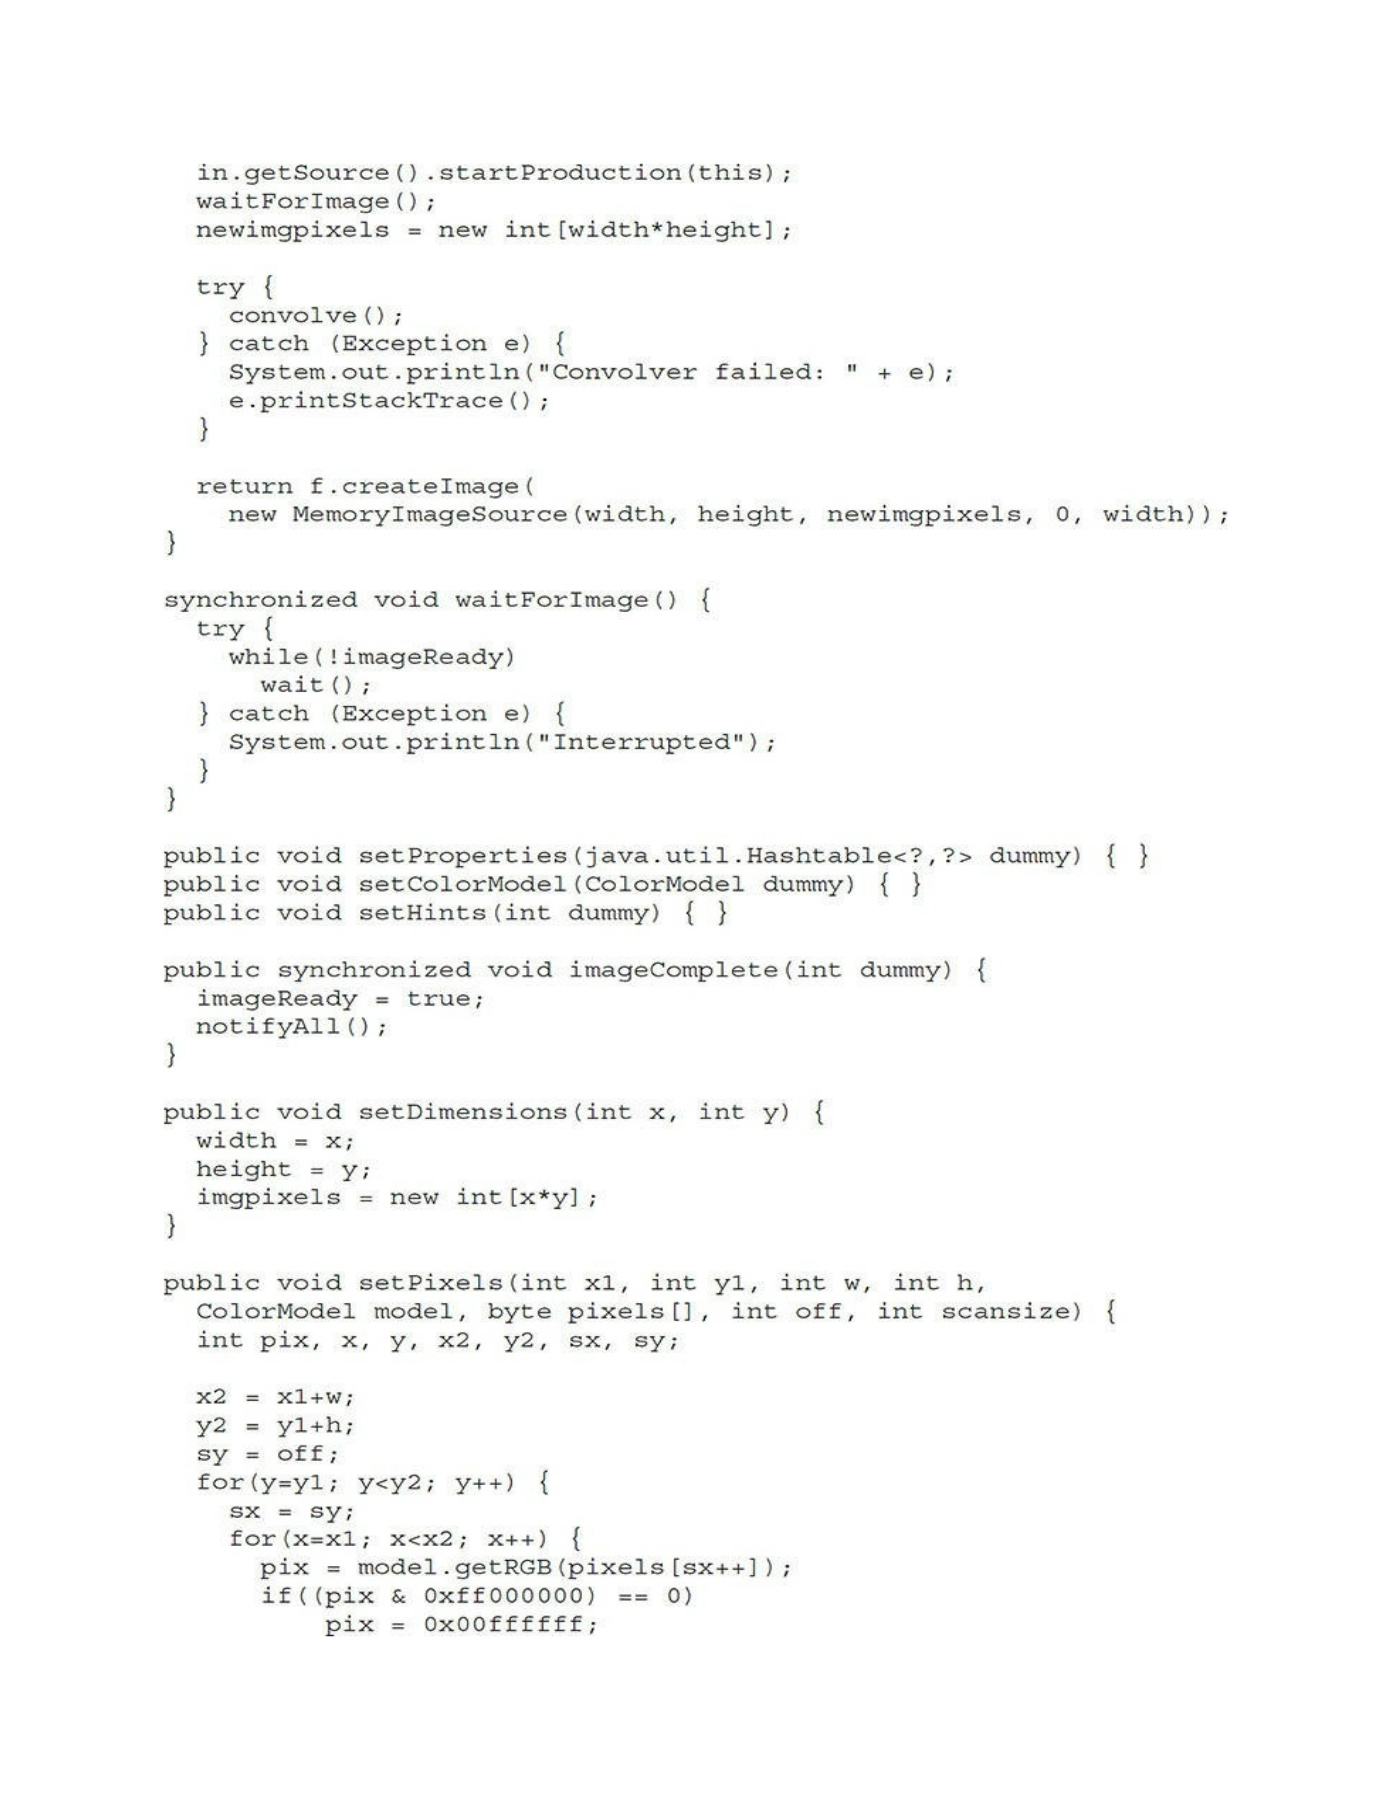 in.getSource().startProduction(this);
waitForImage();
newimgpixels = new int[width*height];
try {
convolve();
} catch (Exception e) {
System.out.println("Convolver failed: " + e);
e.printStackTrace();
}
return f.createImage(
new MemoryImageSource(width, height, newimgpixels, 0, width));
}
synchronized void waitForImage() {
try {
while(!imageReady)
wait();
} catch (Exception e) {
System.out.println("Interrupted");
}
}
public void setProperties(java.util.Hashtable<?,?> dummy) { }
public void setColorModel(ColorModel dummy) { }
public void setHints(int dummy) { }
public synchronized void imageComplete(int dummy) {
imageReady = true;
notifyAll();
}
public void setDimensions(int x, int y) {
width = x;
height = y;
imgpixels = new int[x*y];
}
public void setPixels(int x1, int y1, int w, int h,
ColorModel model, byte pixels[], int off, int scansize) {
int pix, x, y, x2, y2, sx, sy;
x2 = x1+w;
y2 = y1+h;
sy = off;
for(y=y1; y<y2; y++) {
sx = sy;
for(x=x1; x<x2; x++) {
pix = model.getRGB(pixels[sx++]);
if((pix & 0xff000000) == 0)
pix = 0x00ffffff;